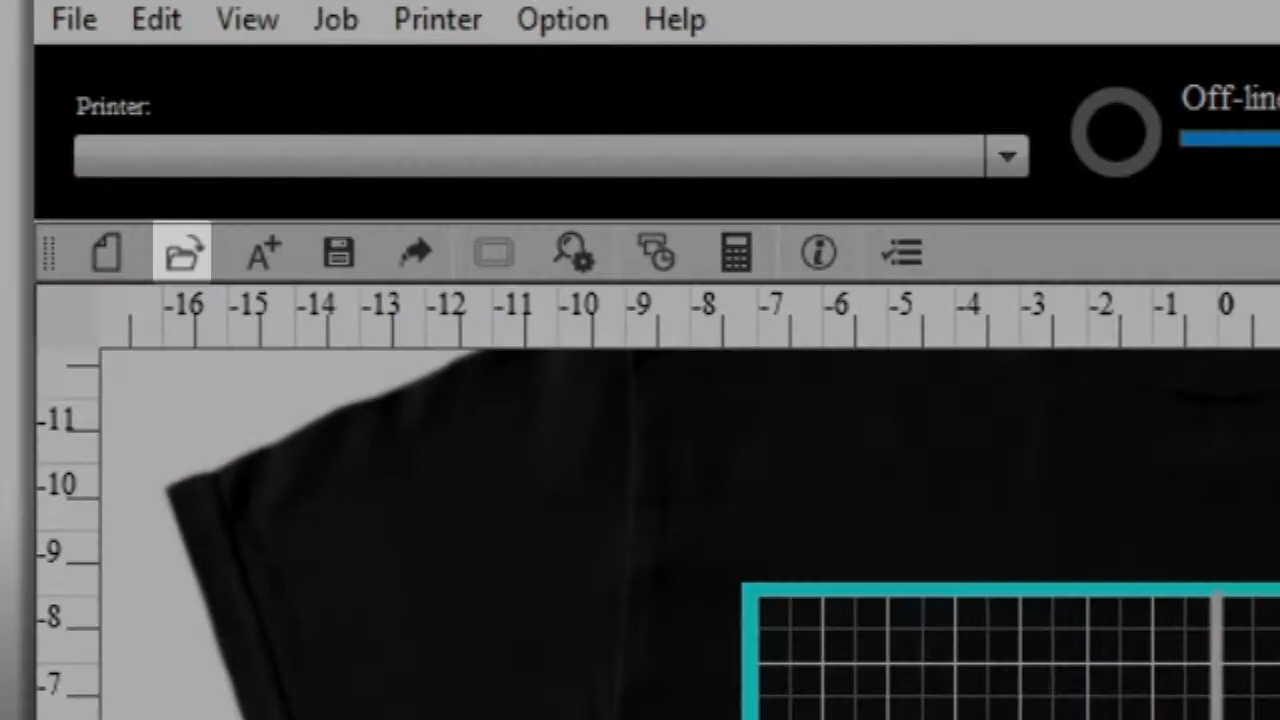 File Edit View Job Printer Option Help
Printer:
Off-line
A+
-16 -15 -14 -13 -12 -11 -10 -9 -8 -7 -6 -5 -4 -3 -2 -1 0
-11
-10
-9
-8
-7